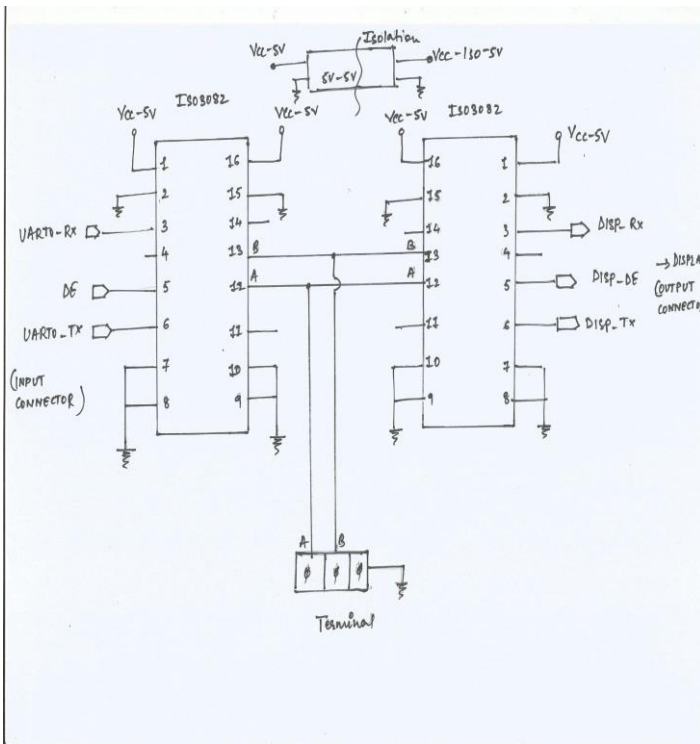 Isolation
Vcc-5V
Vcc-ISO-5V
5V-5V
ISO3082
ISO3082
Vcc-5V
Vcc-5V
Vcc-5V
Vcc-5V
1
16
16
1
2
15
15
2
UART0-RX
3
14
14
3
DISP_RX
4
13
B
B
13
4
DE
5
12
A
A
12
5
DISP_DE
→ DISPLA
(OUTPUT
CONNECTOR
UART0_TX
6
11
11
6
DISP_TX
7
10
10
7
(INPUT
CONNECTOR)
8
9
9
8
A
B
Terminal